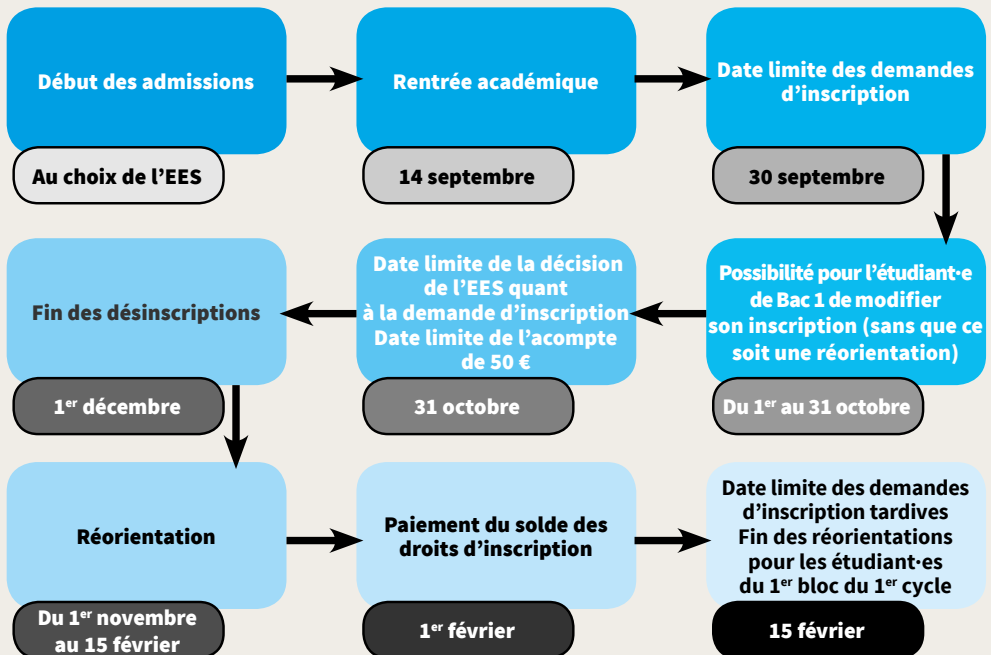 Début des admissions
Au choix de l'EES
Rentrée académique
14 septembre
Date limite des demandes
d'inscription
30 septembre
Possibilité pour l'étudiant·e
de Bac 1 de modifier
son inscription (sans que ce
soit une réorientation)
Du 1er au 31 octobre
Date limite de la décision
de l'EES quant
à la demande d'inscription
Date limite de l'acompte
de 50 €
31 octobre
Fin des désinscriptions
1er décembre
Réorientation
Du 1er novembre
au 15 février
Paiement du solde des
droits d'inscription
1er février
Date limite des demandes
d'inscription tardives
Fin des réorientations
pour les étudiant·es
du 1er bloc du 1er cycle
15 février